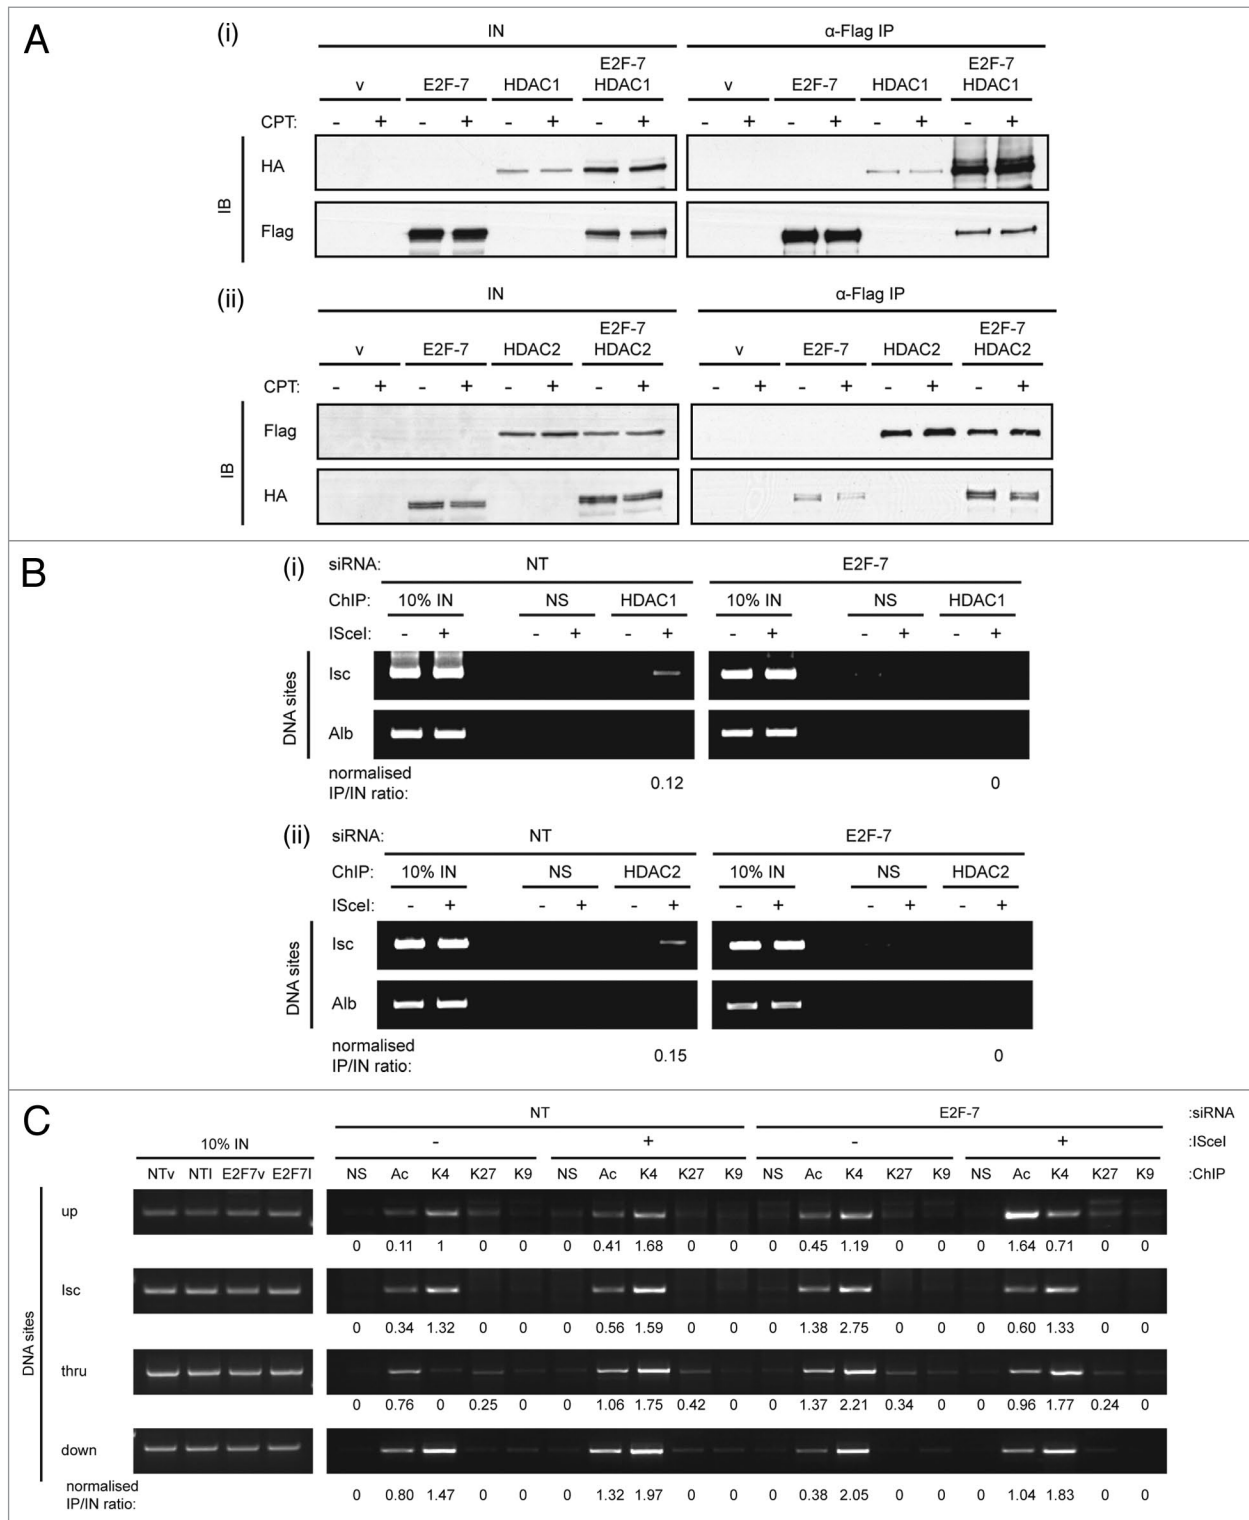 A
(i)
IN
α-Flag IP
v
E2F-7
HDAC1
E2F-7
HDAC1
v
E2F-7
HDAC1
E2F-7
HDAC1
CPT: - + - + - + - + - + - + - + - +
IB
HA
Flag
(ii)
IN
α-Flag IP
v
E2F-7
HDAC2
E2F-7
HDAC2
v
E2F-7
HDAC2
E2F-7
HDAC2
CPT: - + - + - + - + - + - + - + - +
IB
Flag
HA
B
(i)
siRNA: NT E2F-7
ChIP: 10% IN NS HDAC1 10% IN NS HDAC1
ISceI: - + - + - + - + - + - +
DNA sites
Isc
Alb
normalised
IP/IN ratio: 0.12 0
(ii)
siRNA: NT E2F-7
ChIP: 10% IN NS HDAC2 10% IN NS HDAC2
ISceI: - + - + - + - + - + - +
DNA sites
Isc
Alb
normalised
IP/IN ratio: 0.15 0
C
NT E2F-7 :siRNA
10% IN - + - + :ISceI
NTv NTI E2F7v E2F7I NS Ac K4 K27 K9 NS Ac K4 K27 K9 NS Ac K4 K27 K9 NS Ac K4 K27 K9 :ChIP
DNA sites
up
0 0.11 1 0 0 0 0.41 1.68 0 0 0 0.45 1.19 0 0 0 1.64 0.71 0 0
Isc
0 0.34 1.32 0 0 0 0.56 1.59 0 0 0 1.38 2.75 0 0 0 0.60 1.33 0 0
thru
0 0.76 0 0.25 0 0 1.06 1.75 0.42 0 0 1.37 2.21 0.34 0 0 0.96 1.77 0.24 0
down
normalised
IP/IN ratio: 0 0.80 1.47 0 0 0 1.32 1.97 0 0 0 0.38 2.05 0 0 0 1.04 1.83 0 0